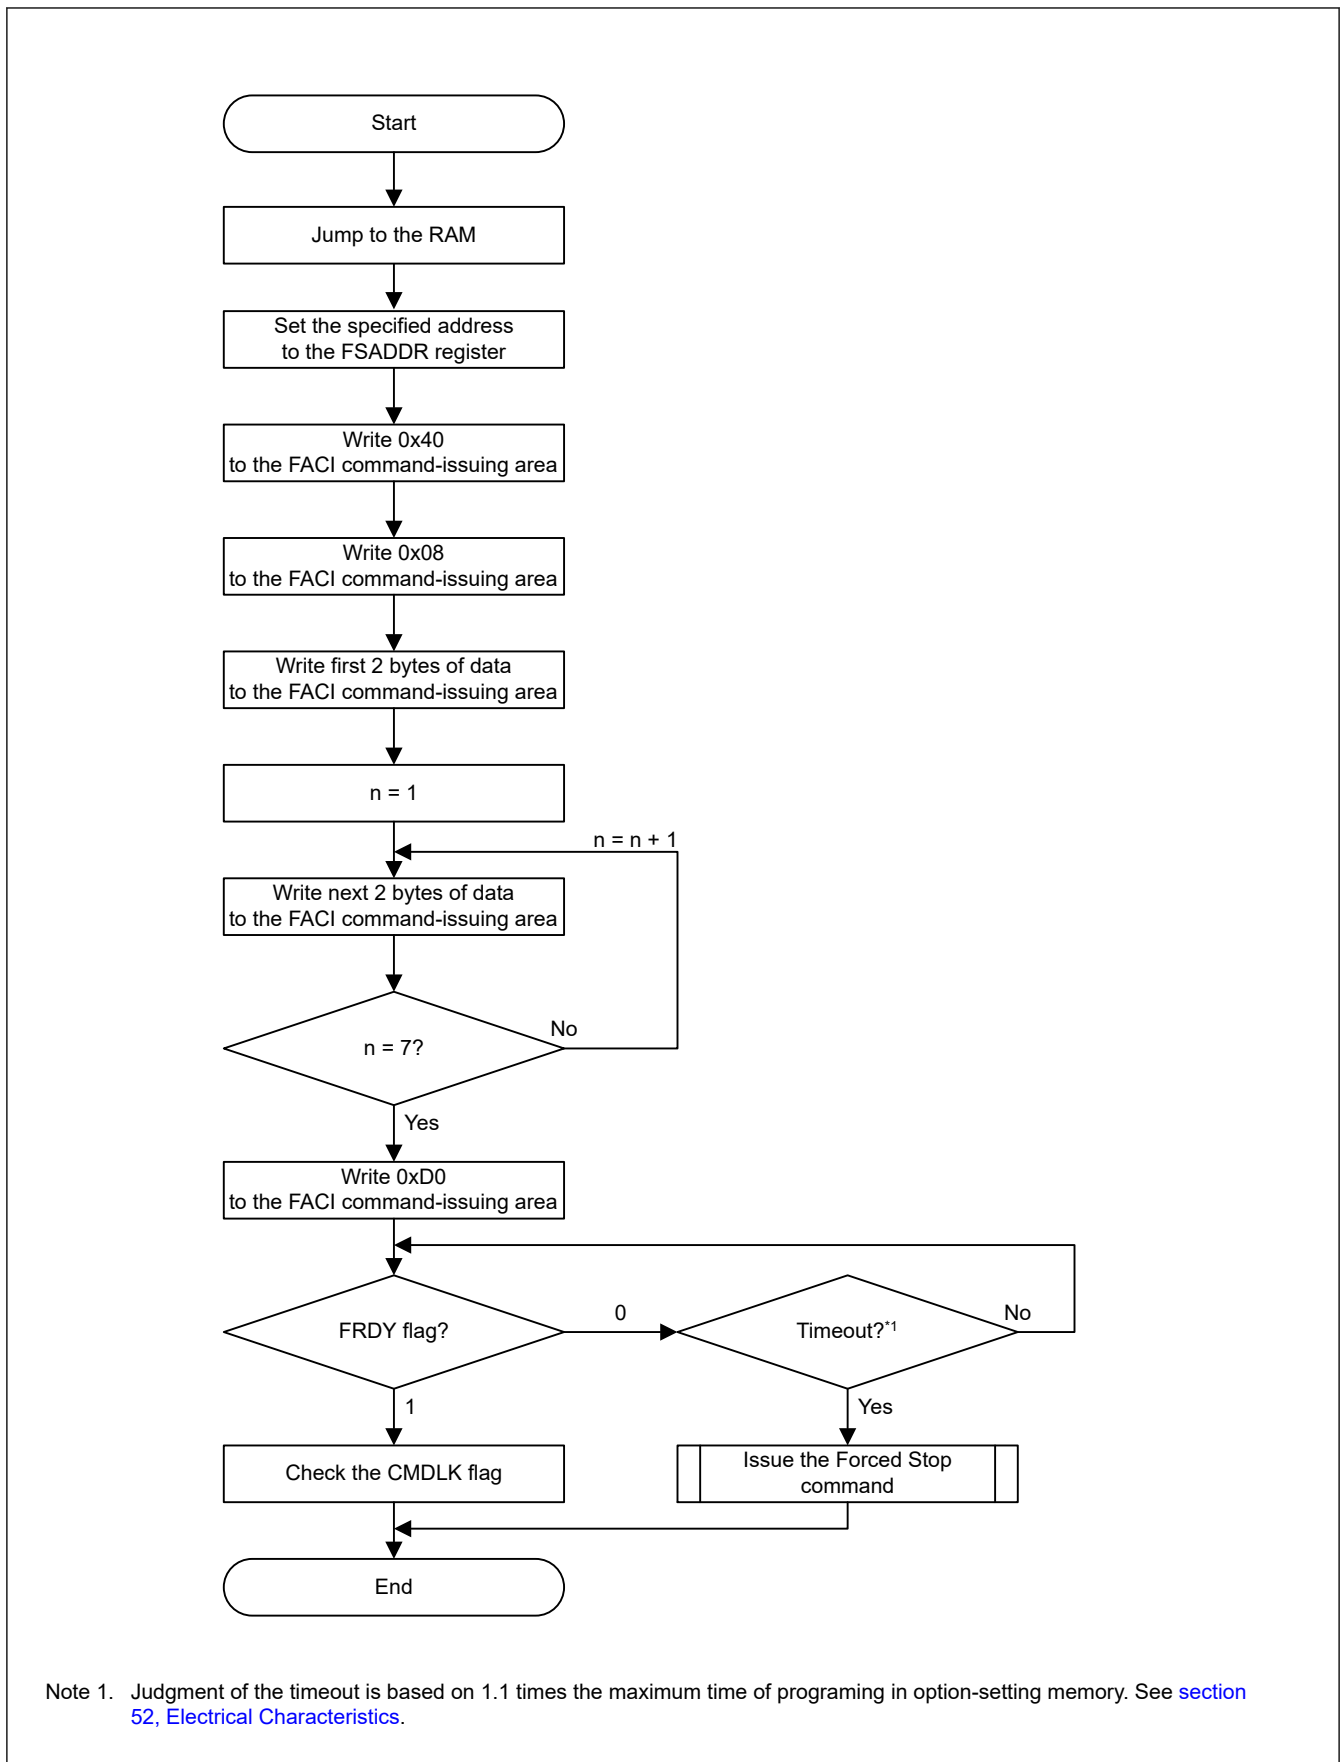 Start
Jump to the RAM
Set the specified address
to the FSADDR register
Write 0x40
to the FACI command-issuing area
Write 0x08
to the FACI command-issuing area
Write first 2 bytes of data
to the FACI command-issuing area
n = 1
n = n + 1
Write next 2 bytes of data
to the FACI command-issuing area
No
n = 7?
Yes
Write 0xD0
to the FACI command-issuing area
FRDY flag?
0
Timeout?*1
No
1
Yes
Check the CMDLK flag
Issue the Forced Stop
command
End
Note 1. Judgment of the timeout is based on 1.1 times the maximum time of programing in option-setting memory. See section
52, Electrical Characteristics.